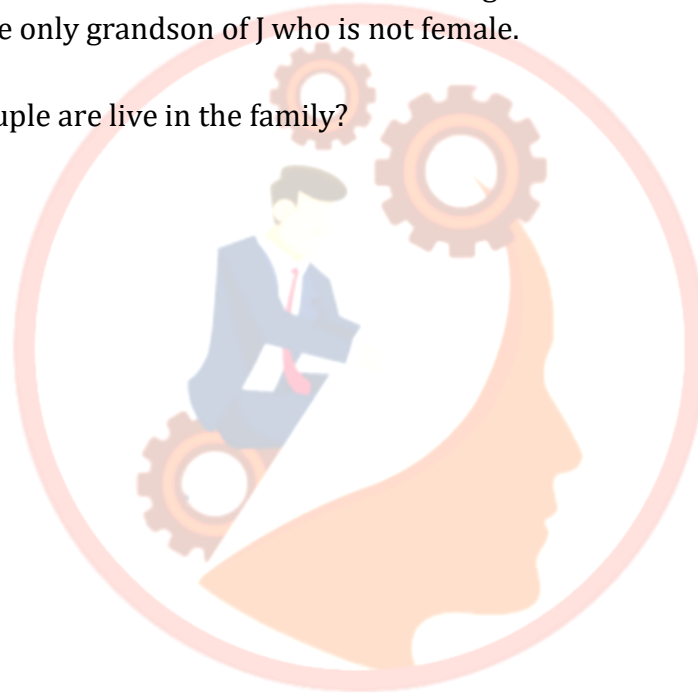 e only grandson of J who is not female.
uple are live in the family?